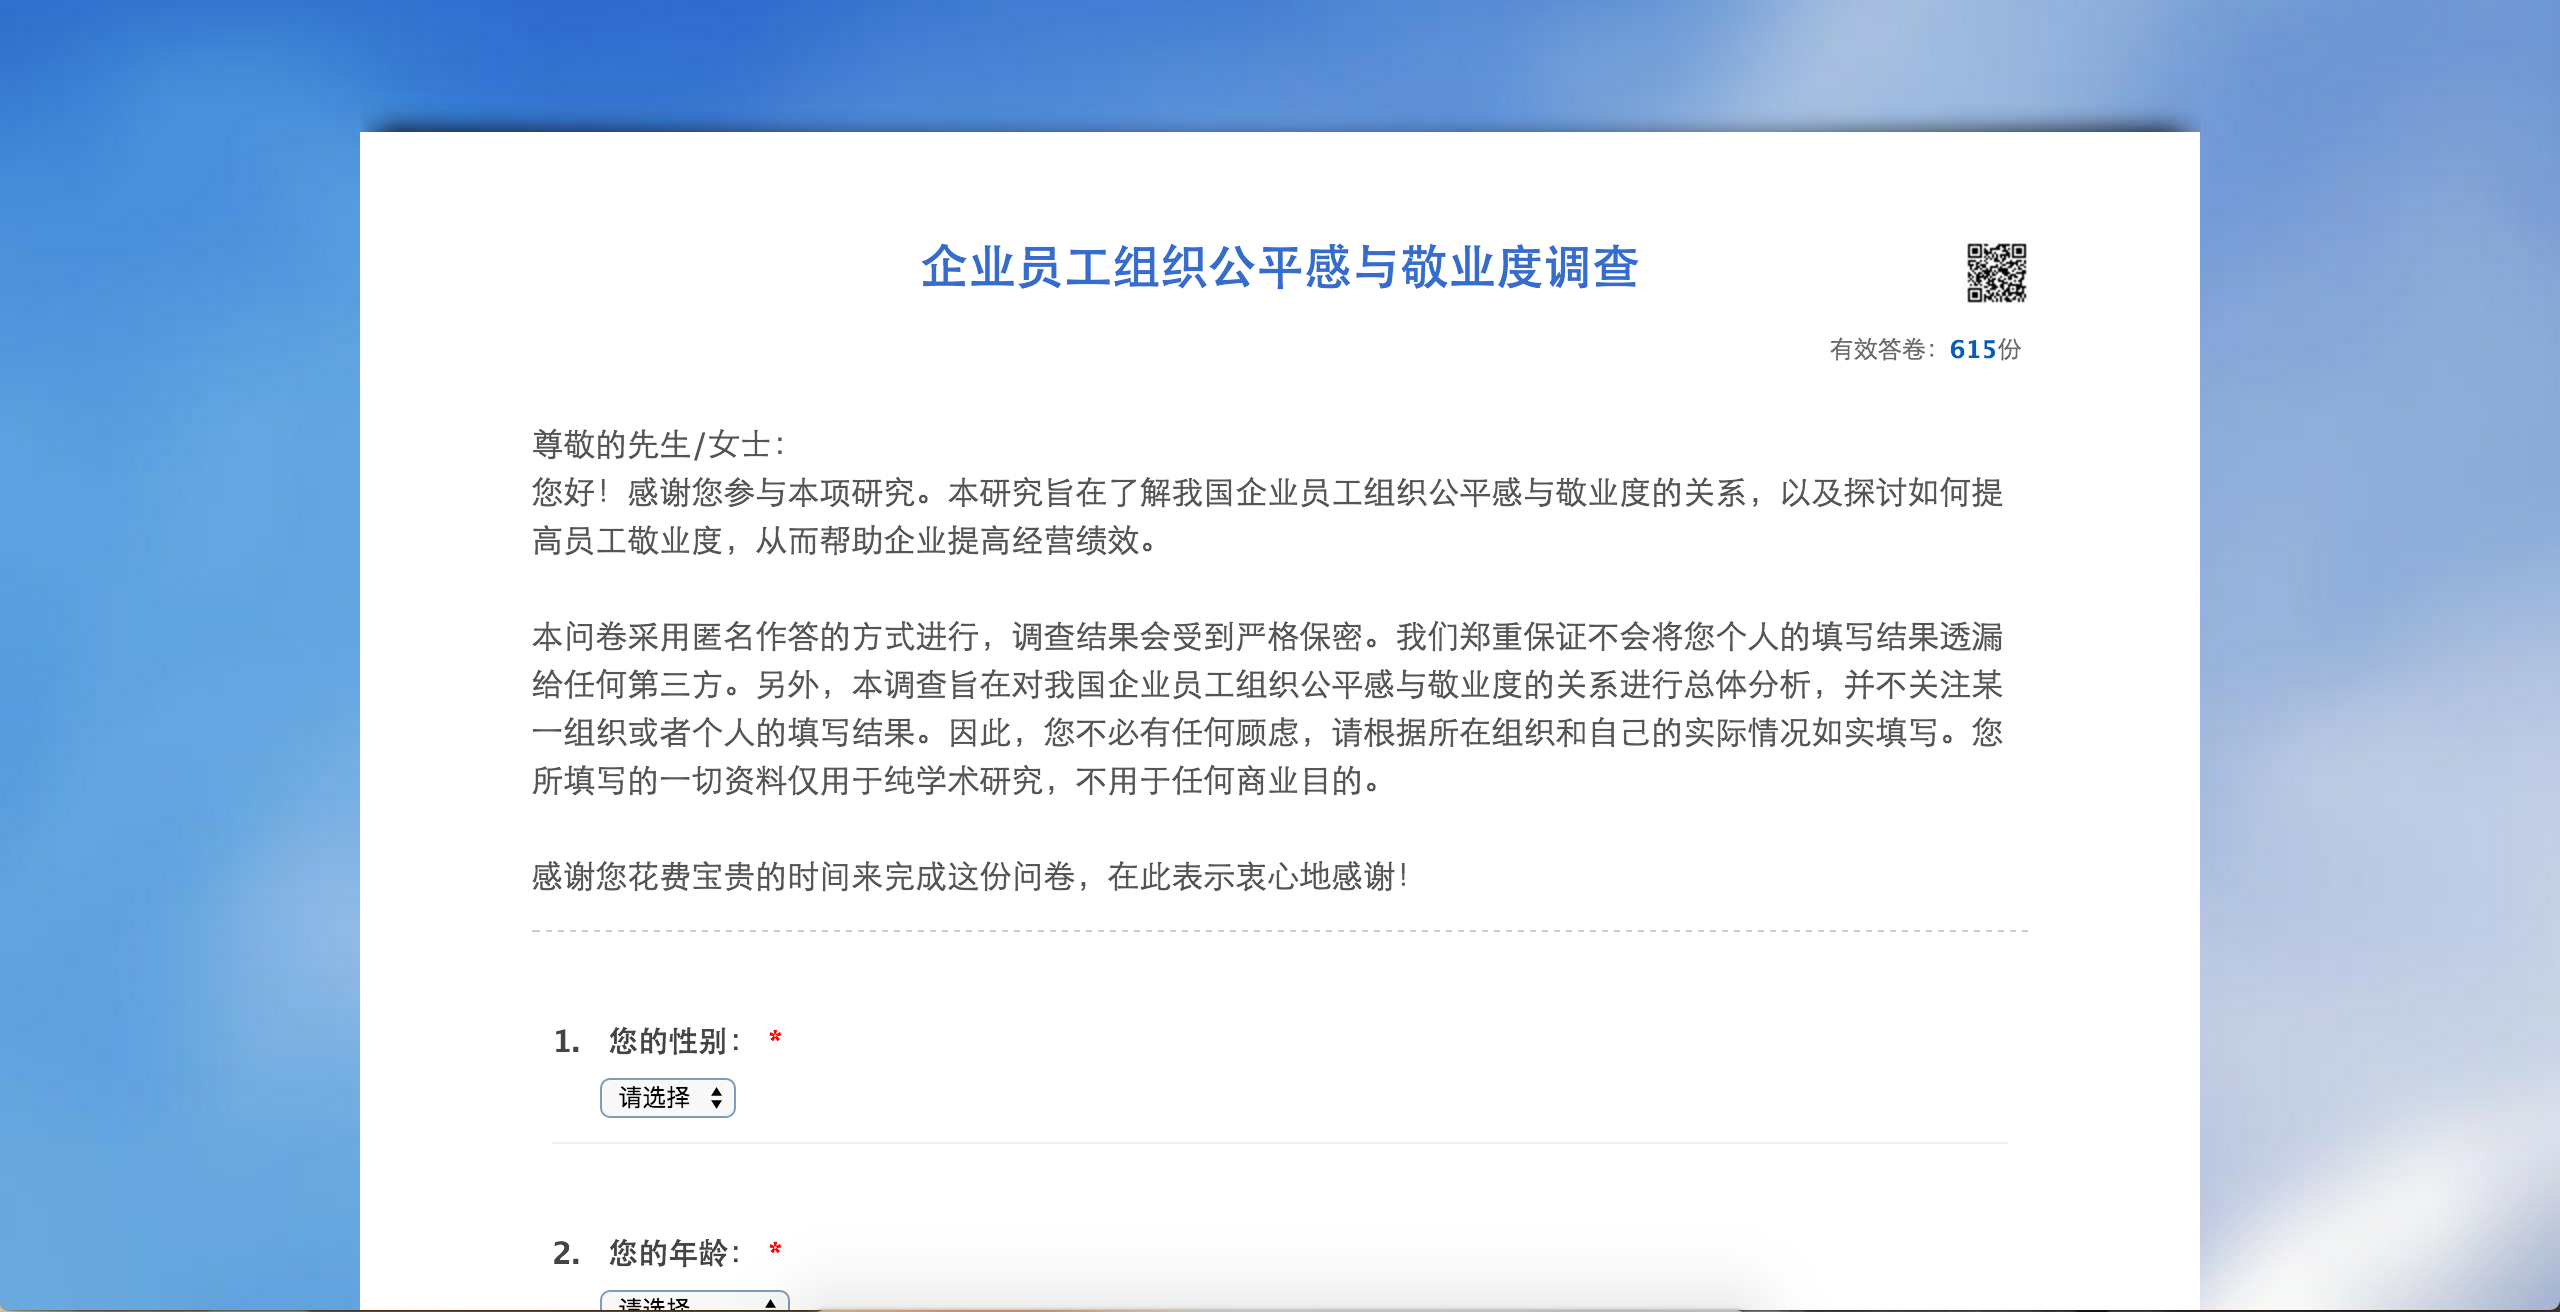 企业员工组织公平感与敬业度调查
有效答卷：615份
尊敬的先生/女士：
您好！感谢您参与本项研究。本研究旨在了解我国企业员工组织公平感与敬业度的关系，以及探讨如何提
高员工敬业度，从而帮助企业提高经营绩效。
本问卷采用匿名作答的方式进行，调查结果会受到严格保密。我们郑重保证不会将您个人的填写结果透漏
给任何第三方。另外，本调查旨在对我国企业员工组织公平感与敬业度的关系进行总体分析，并不关注某
一组织或者个人的填写结果。因此，您不必有任何顾虑，请根据所在组织和自己的实际情况如实填写。您
所填写的一切资料仅用于纯学术研究，不用于任何商业目的。
感谢您花费宝贵的时间来完成这份问卷，在此表示衷心地感谢！
1. 您的性别： *
请选择
2. 您的年龄： *
请选择